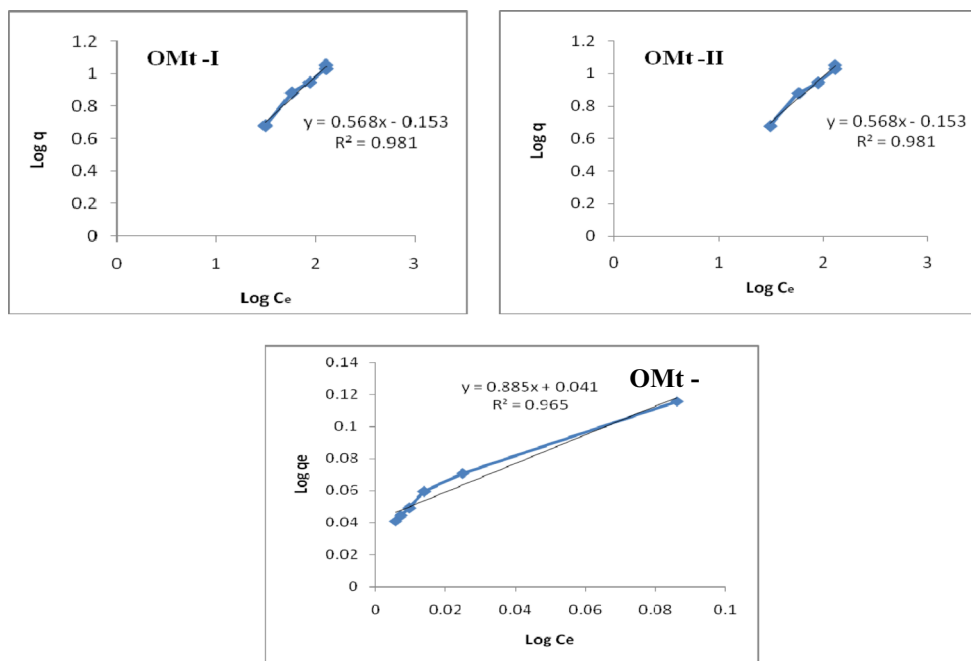 OMt -I
1.2
1
0.8
0.6
0.4
0.2
0
0
1
2
3
Log q
Log Ce
y = 0.568x - 0.153
R² = 0.981
OMt -II
1.2
1
0.8
0.6
0.4
0.2
0
0
1
2
3
Log q
Log Ce
y = 0.568x - 0.153
R² = 0.981
OMt -
0.14
0.12
0.1
0.08
0.06
0.04
0.02
0
0
0.02
0.04
0.06
0.08
0.1
Log qe
Log Ce
y = 0.885x + 0.041
R² = 0.965